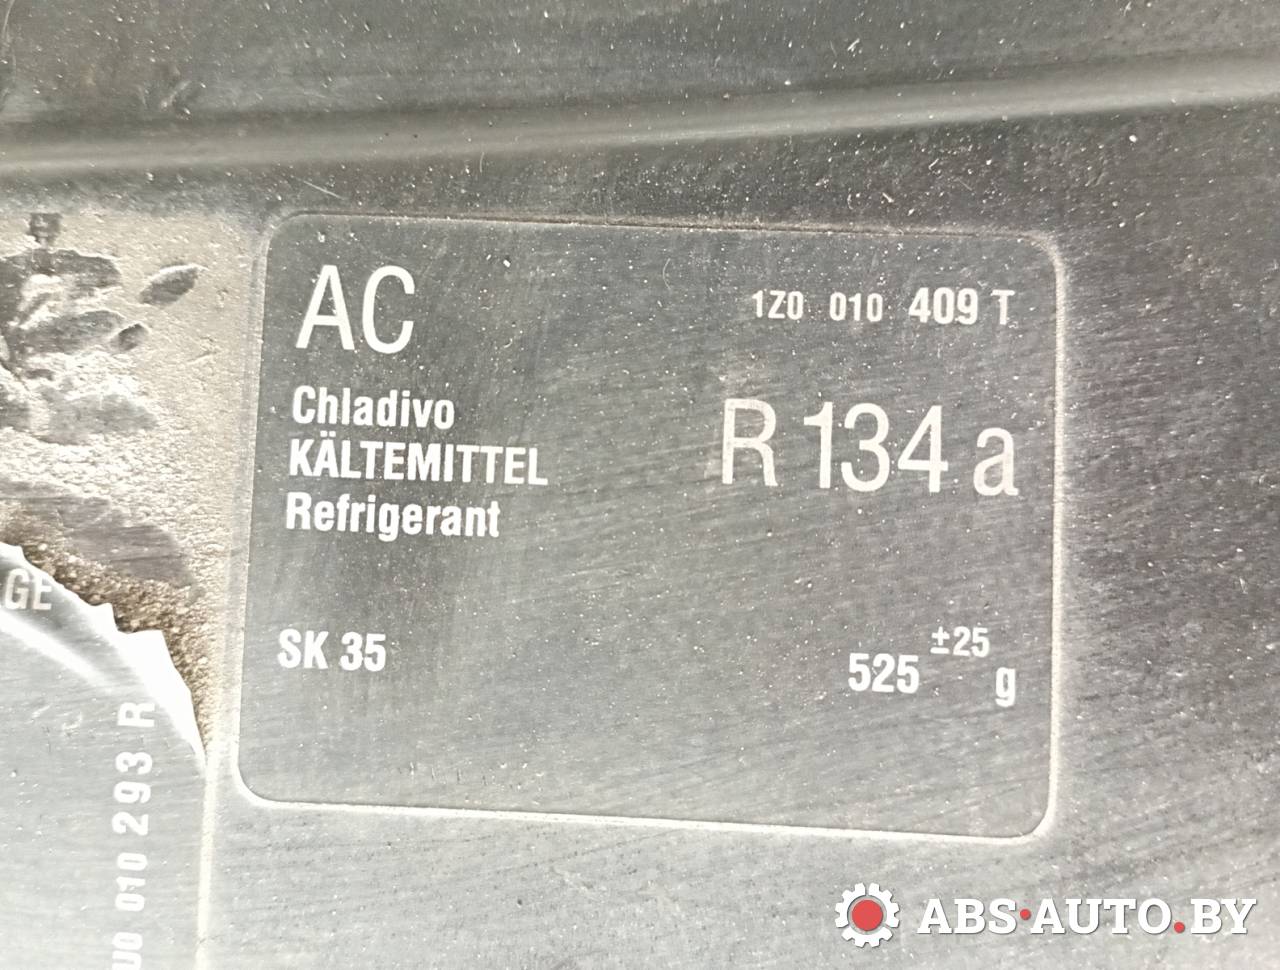 AC
1Z0 010 409 T
Chladivo
KÄLTEMITTEL
Refrigerant
R 134 a
SK 35
525 ±25 g
GE
U0 010 293 R
ABS·AUTO.BY